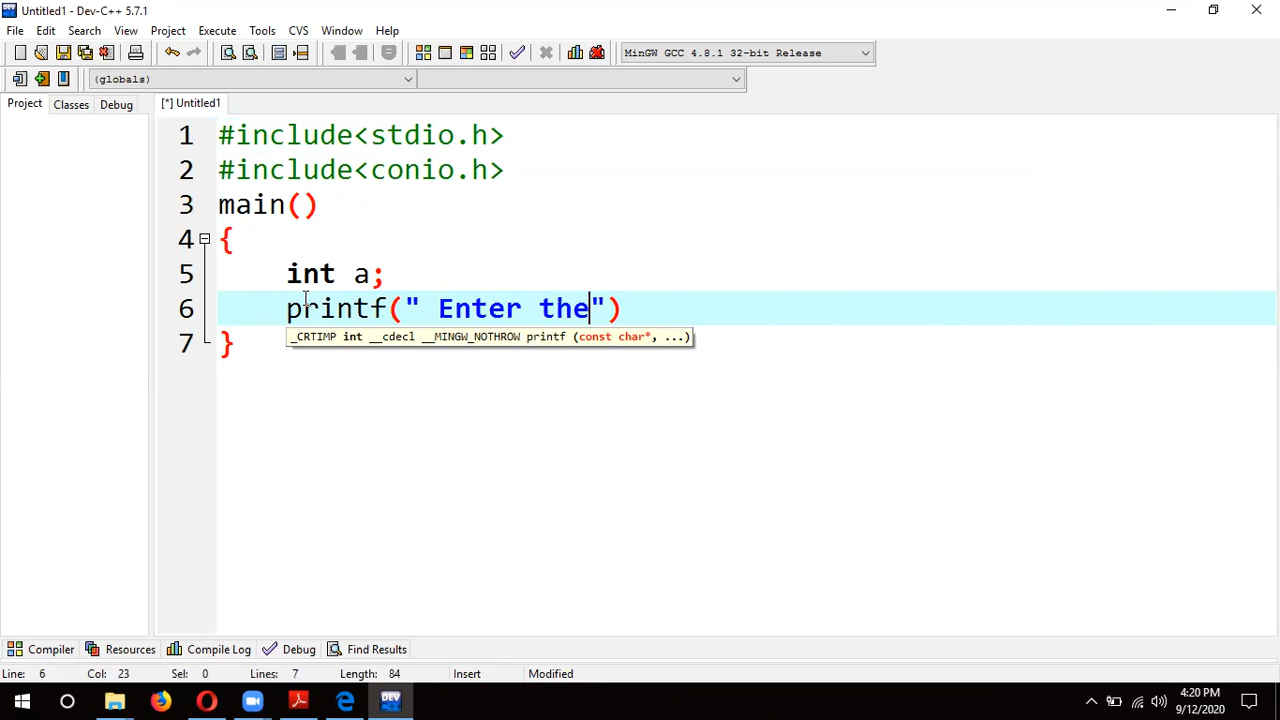 Untitled1 - Dev-C++ 5.7.1
File Edit Search View Project Execute Tools CVS Window Help
MinGW GCC 4.8.1 32-bit Release
(globals)
Project Classes Debug [*] Untitled1
1 #include<stdio.h>
2 #include<conio.h>
3 main()
4 {
5 int a;
6 printf(" Enter the")
_CRTIMP int __cdecl __MINGW_NOTHROW printf (const char*, ...)
7 }
Compiler Resources Compile Log Debug Find Results
Line: 6 Col: 23 Sel: 0 Lines: 7 Length: 84 Insert Modified
4:20 PM
9/12/2020